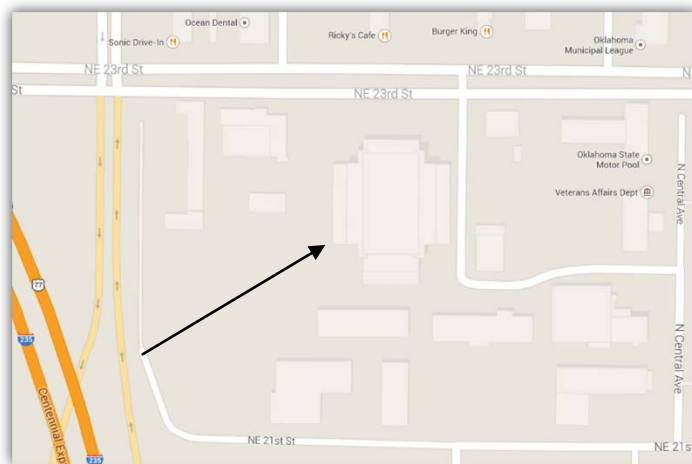 Ocean Dental
Sonic Drive-In
Ricky's Cafe
Burger King
Oklahoma
Municipal League
NE 23rd St
NE 23rd St
N
St
NE 23rd St
Oklahoma State
Motor Pool
Veterans Affairs Dept
N Central Ave
77
235
N Central Ave
Centennial Exp
NE 21st St
NE 21s
235